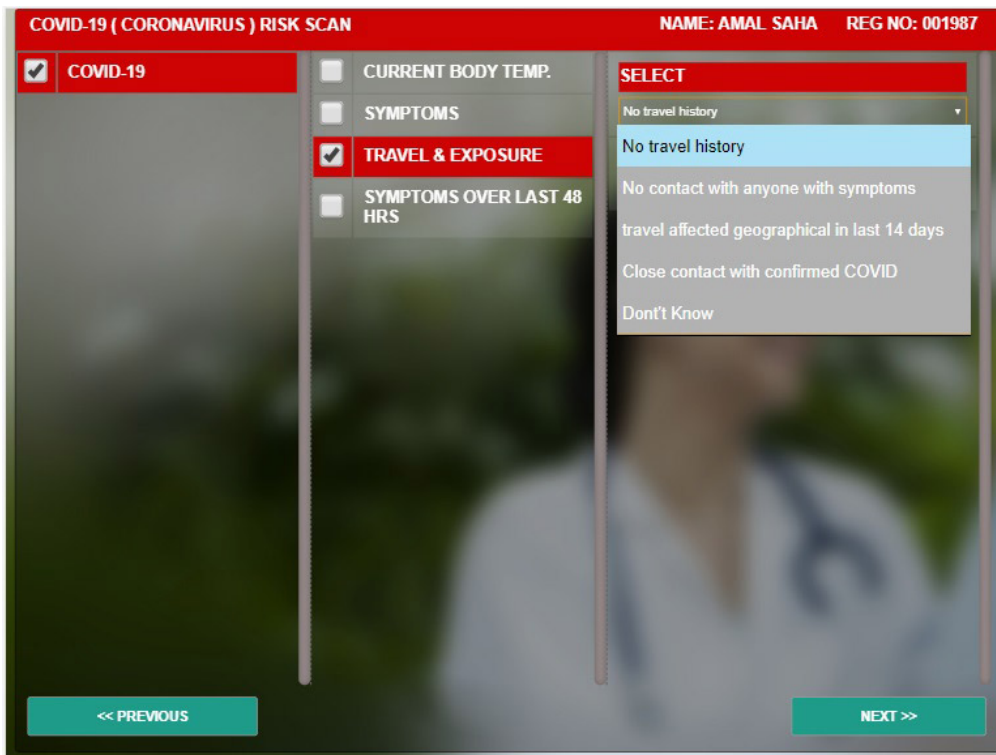 COVID-19 ( CORONAVIRUS ) RISK SCAN
NAME: AMAL SAHA REG NO: 001987
COVID-19
CURRENT BODY TEMP.
SYMPTOMS
TRAVEL & EXPOSURE
SYMPTOMS OVER LAST 48
HRS
SELECT
No travel history
No travel history
No contact with anyone with symptoms
travel affected geographical in last 14 days
Close contact with confirmed COVID
Dont't Know
<< PREVIOUS
NEXT >>